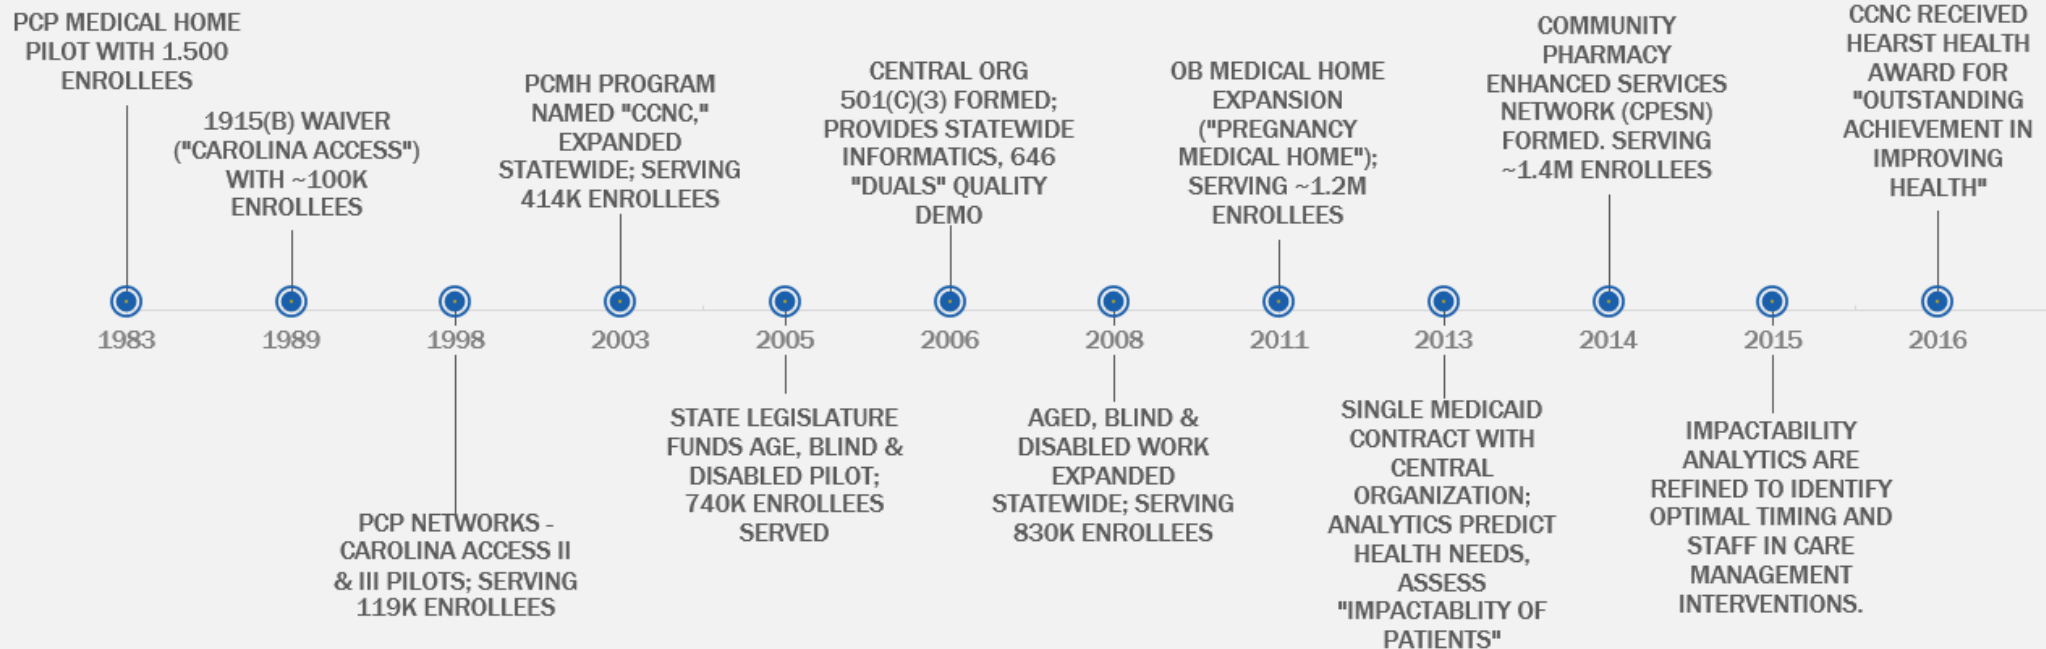 PCP MEDICAL HOME
PILOT WITH 1.500
ENROLLEES
1915(B) WAIVER
("CAROLINA ACCESS")
WITH ~100K
ENROLLEES
PCMH PROGRAM
NAMED "CCNC,"
EXPANDED
STATEWIDE; SERVING
414K ENROLLEES
CENTRAL ORG
501(C)(3) FORMED;
PROVIDES STATEWIDE
INFORMATICS, 646
"DUALS" QUALITY
DEMO
OB MEDICAL HOME
EXPANSION
("PREGNANCY
MEDICAL HOME");
SERVING ~1.2M
ENROLLEES
COMMUNITY
PHARMACY
ENHANCED SERVICES
NETWORK (CPESN)
FORMED. SERVING
~1.4M ENROLLEES
CCNC RECEIVED
HEARST HEALTH
AWARD FOR
"OUTSTANDING
ACHIEVEMENT IN
IMPROVING
HEALTH"
1983 1989 1998 2003 2005 2006 2008 2011 2013 2014 2015 2016
PCP NETWORKS -
CAROLINA ACCESS II
& III PILOTS; SERVING
119K ENROLLEES
STATE LEGISLATURE
FUNDS AGE, BLIND &
DISABLED PILOT;
740K ENROLLEES
SERVED
AGED, BLIND &
DISABLED WORK
EXPANDED
STATEWIDE; SERVING
830K ENROLLEES
SINGLE MEDICAID
CONTRACT WITH
CENTRAL
ORGANIZATION;
ANALYTICS PREDICT
HEALTH NEEDS,
ASSESS
"IMPACTABLITY OF
PATIENTS"
IMPACTABILITY
ANALYTICS ARE
REFINED TO IDENTIFY
OPTIMAL TIMING AND
STAFF IN CARE
MANAGEMENT
INTERVENTIONS.